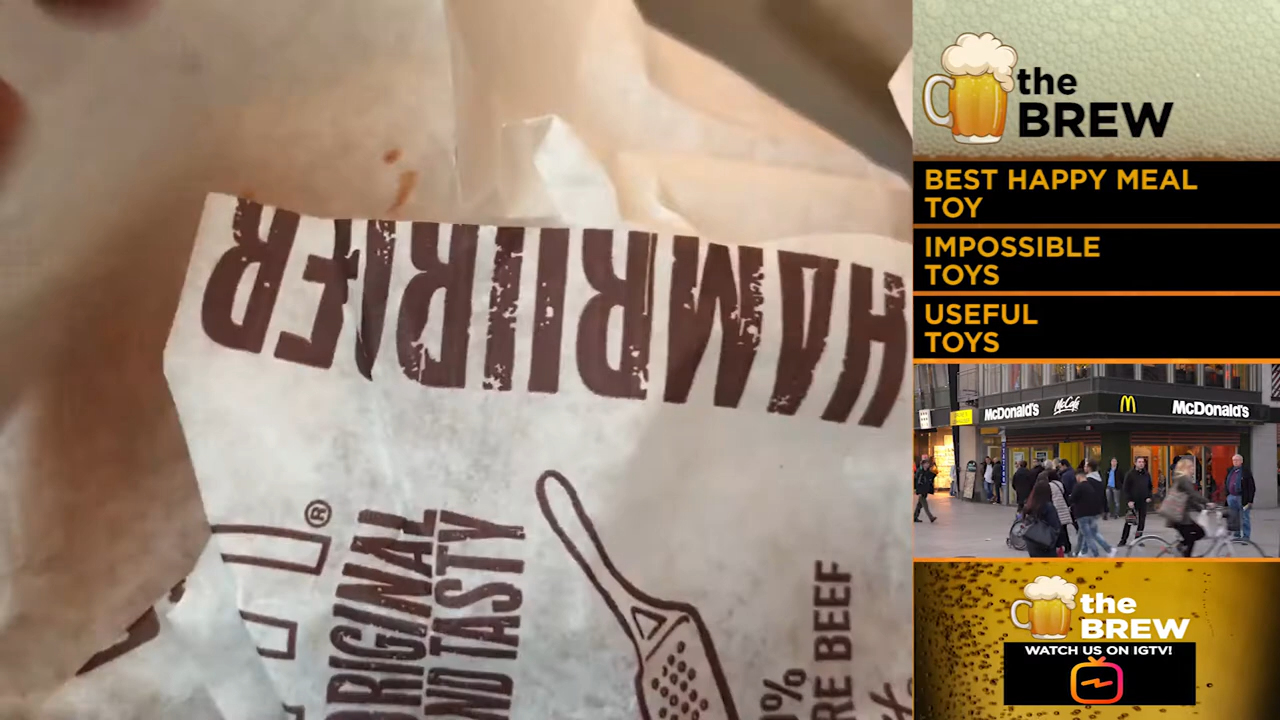 HAMBURGER
®
ORIGINAL
AND TASTY
%
BEEF
the
BREW
BEST HAPPY MEAL
TOY
IMPOSSIBLE
TOYS
USEFUL
TOYS
McDonald's McCafé McDonald's
the
BREW
WATCH US ON IGTV!